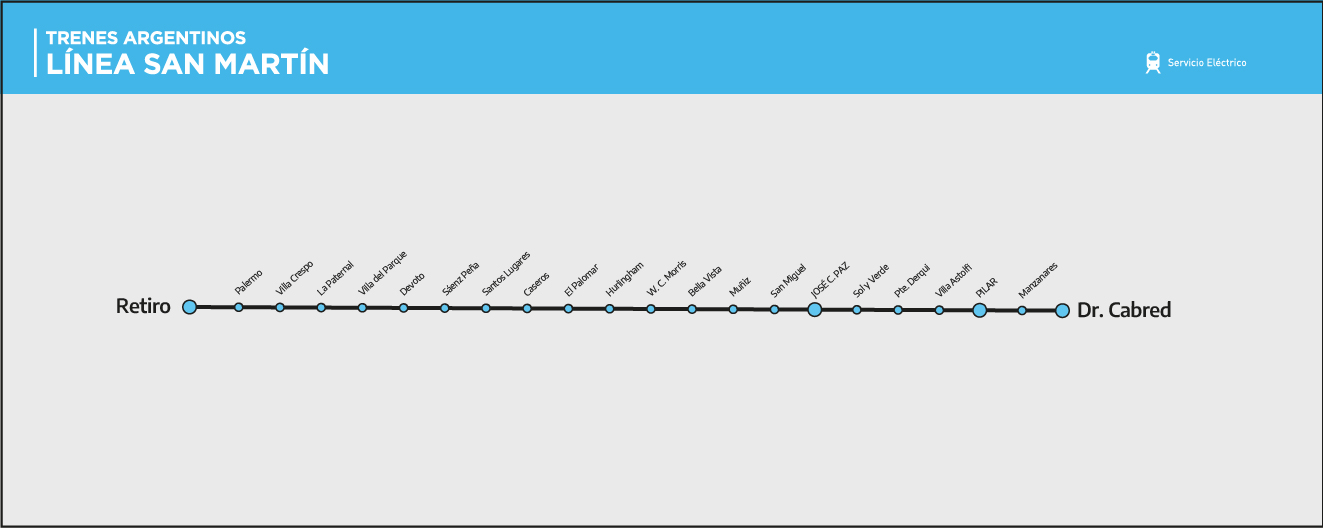 TRENES ARGENTINOS
LÍNEA SAN MARTÍN
Servicio Eléctrico
Retiro
Palermo
Villa Crespo
La Paternal
Villa del Parque
Devoto
Sáenz Peña
Santos Lugares
Caseros
El Palomar
Hurlingham
W. C. Morris
Bella Vista
Muñiz
San Miguel
JOSÉ C. PAZ
Sol y Verde
Pte. Derqui
Villa Astolfi
PILAR
Manzanares
Dr. Cabred